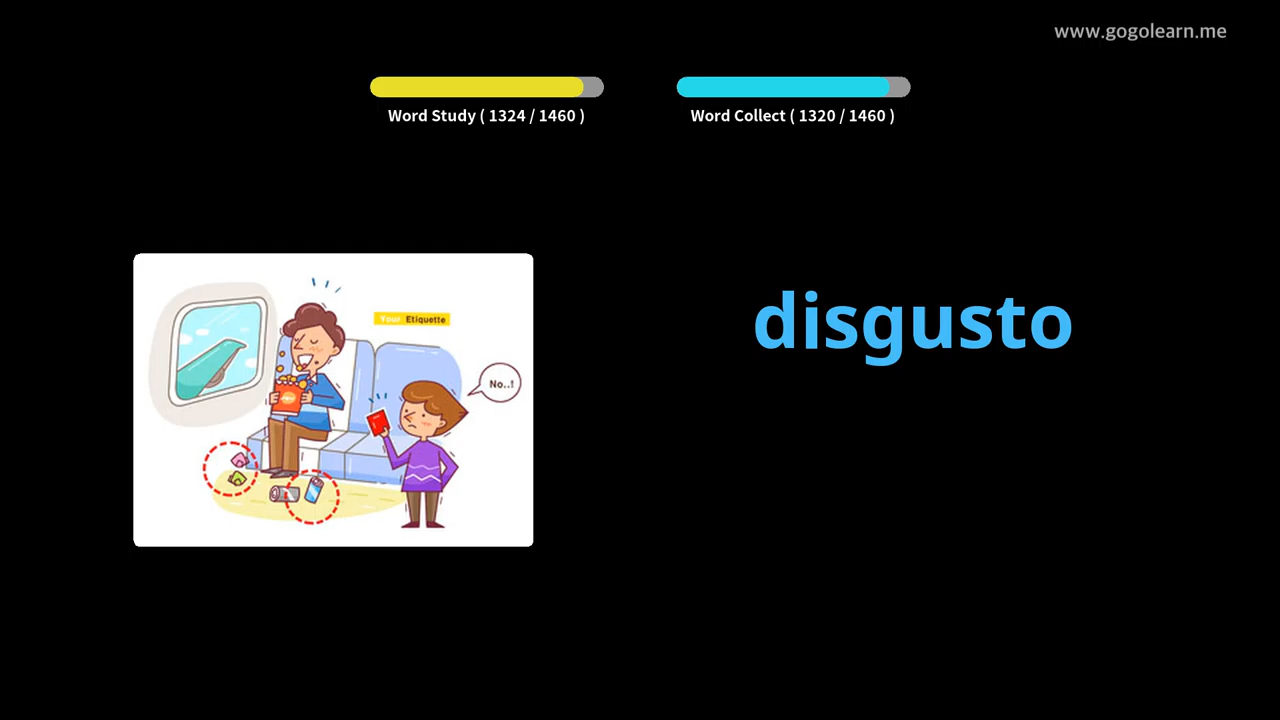 www.gogolearn.me
Word Study ( 1324 / 1460 )
Word Collect ( 1320 / 1460 )
disgusto
Your Etiquette
No..!